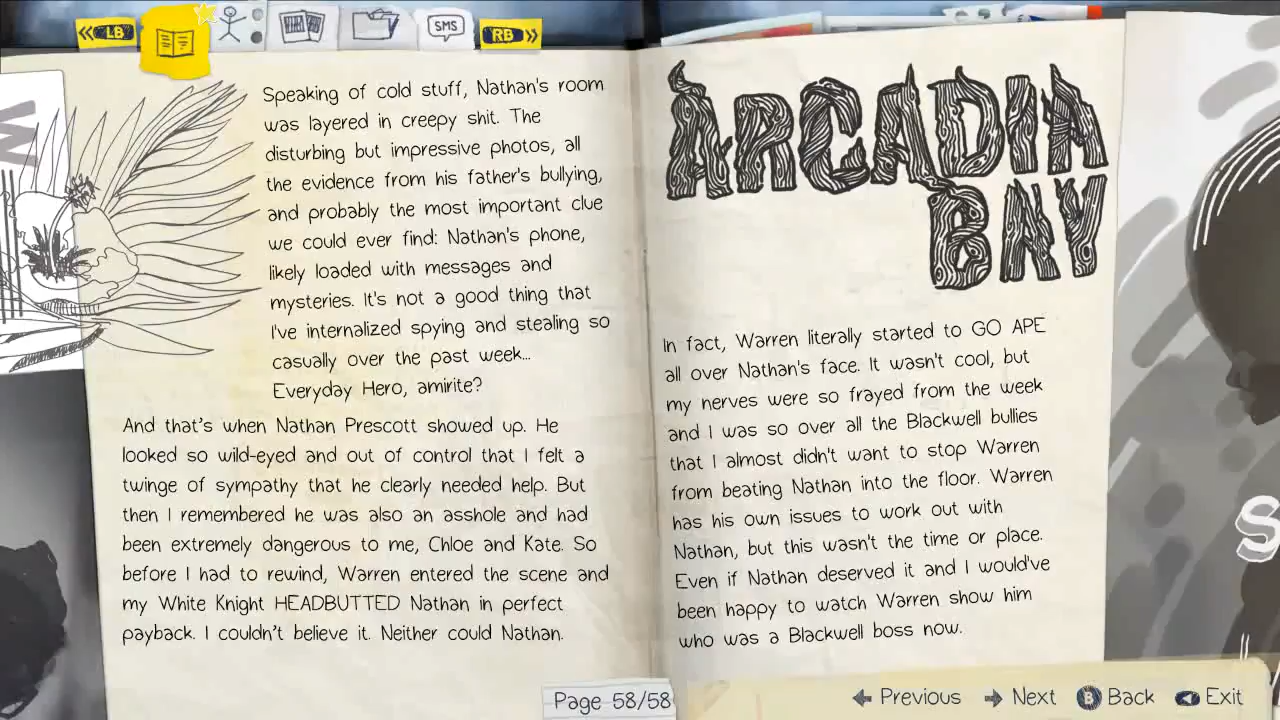 LB
SMS
RB
Speaking of cold stuff, Nathan's room
was layered in creepy shit. The
disturbing but impressive photos, all
the evidence from his father's bullying,
and probably the most important clue
we could ever find: Nathan's phone,
likely loaded with messages and
mysteries. It's not a good thing that
I've internalized spying and stealing so
casually over the past week...
Everyday Hero, amirite?
And that's when Nathan Prescott showed up. He
looked so wild-eyed and out of control that I felt a
twinge of sympathy that he clearly needed help. But
then I remembered he was also an asshole and had
been extremely dangerous to me, Chloe and Kate. So
before I had to rewind, Warren entered the scene and
my White Knight HEADBUTTED Nathan in perfect
payback. I couldn't believe it. Neither could Nathan.
ARCADIA
BAY
In fact, Warren literally started to GO APE
all over Nathan's face. It wasn't cool, but
my nerves were so frayed from the week
and I was so over all the Blackwell bullies
that I almost didn't want to stop Warren
from beating Nathan into the floor. Warren
has his own issues to work out with
Nathan, but this wasn't the time or place.
Even if Nathan deserved it and I would've
been happy to watch Warren show him
who was a Blackwell boss now.
Page 58/58
Previous
Next
B Back
Exit